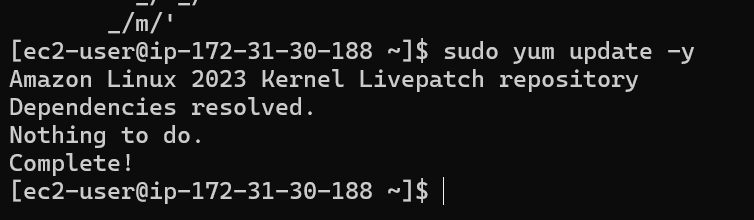 _/m/'
[ec2-user@ip-172-31-30-188 ~]$ sudo yum update -y
Amazon Linux 2023 Kernel Livepatch repository
Dependencies resolved.
Nothing to do.
Complete!
[ec2-user@ip-172-31-30-188 ~]$